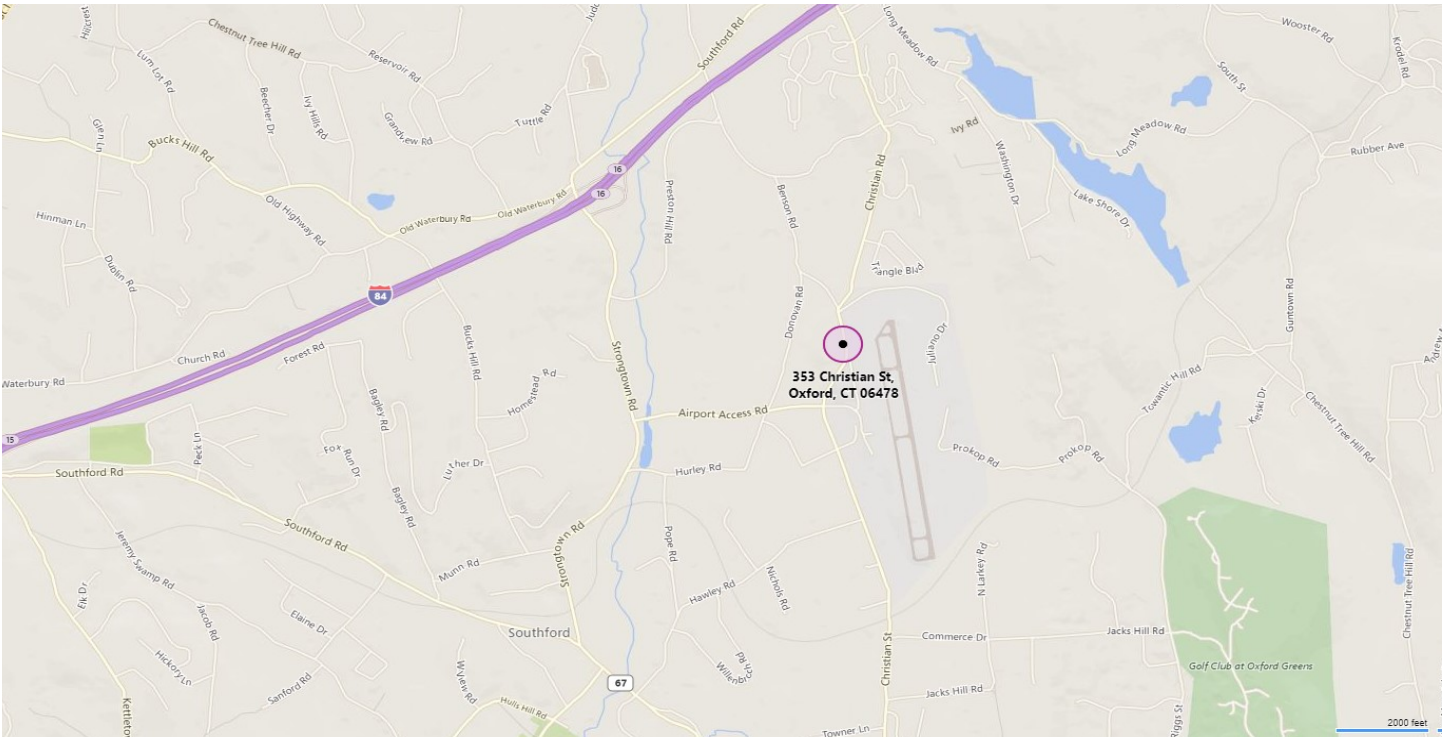 Chestnut Tree Hill Rd
Southford Rd
Long Meadow Rd
Wooster Rd
Krodel Rd
Lum Lot Rd
Reservoir Rd
South St
Beecher Dr
Ivy Hills Rd
Grandview Rd
Tuttle Rd
Ivy Rd
Long Meadow Rd
Glen Ln
Bucks Hill Rd
Rubber Ave
16
16
Christian Rd
Washington Dr
Preston Hill Rd
Benson Rd
Lake Shore Dr
Hinman Ln
Old Highway Rd
Old Waterbury Rd
Old Waterbury Rd
Dublin Rd
Triangle Blvd
84
Donovan Rd
Guntown Rd
Juliano Dr
353 Christian St,
Oxford, CT 06478
Church Rd
Forest Rd
Bucks Hill Rd
Strongtown Rd
Waterbury Rd
Homestead Rd
Bagley Rd
Airport Access Rd
Towantic Hill Rd
Kerski Dr
Chestnut Tree Hill Rd
15
Peck Ln
Fox Run Dr
Luther Dr
Prokop Rd
Prokop Rd
Southford Rd
Hurley Rd
Bagley Rd
Southford Rd
Strongtown Rd
Pope Rd
Jeremy Swamp Rd
Munn Rd
Nichols Rd
N Larkey Rd
Elk Dr
Hawley Rd
Jacob Rd
Elaine Dr
Southford
Christian St
Commerce Dr
Jacks Hill Rd
Chestnut Tree Hill Rd
Hickory Ln
Willenbrch Rd
Golf Club at Oxford Greens
67
Sanford Rd
Wyview Rd
Jacks Hill Rd
Hulls Hill Rd
Riggs St
Towner Ln
2000 feet